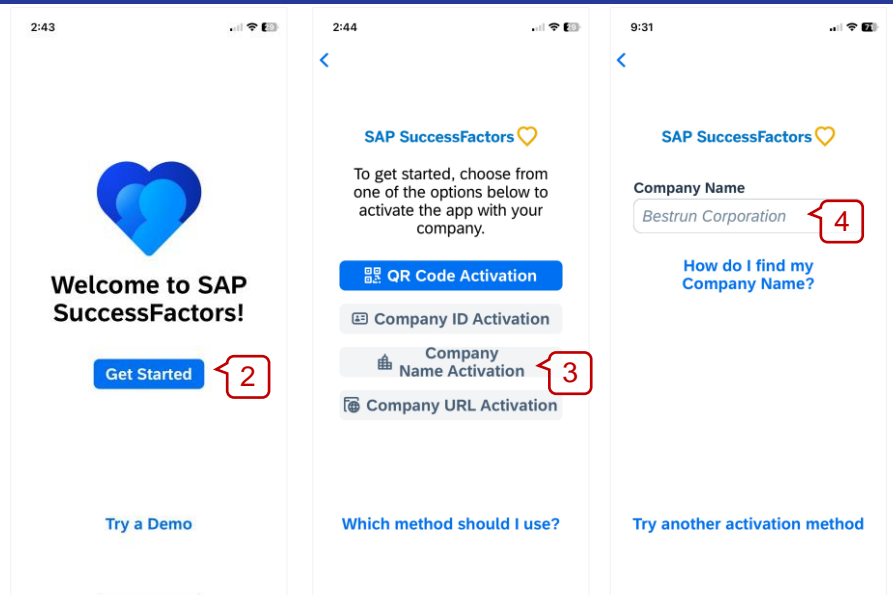 2:43
Welcome to SAP
SuccessFactors!
Get Started
2
Try a Demo
2:44
SAP SuccessFactors
To get started, choose from
one of the options below to
activate the app with your
company.
QR Code Activation
Company ID Activation
Company
Name Activation
3
Company URL Activation
Which method should I use?
9:31
SAP SuccessFactors
Company Name
Bestrun Corporation
4
How do I find my
Company Name?
Try another activation method